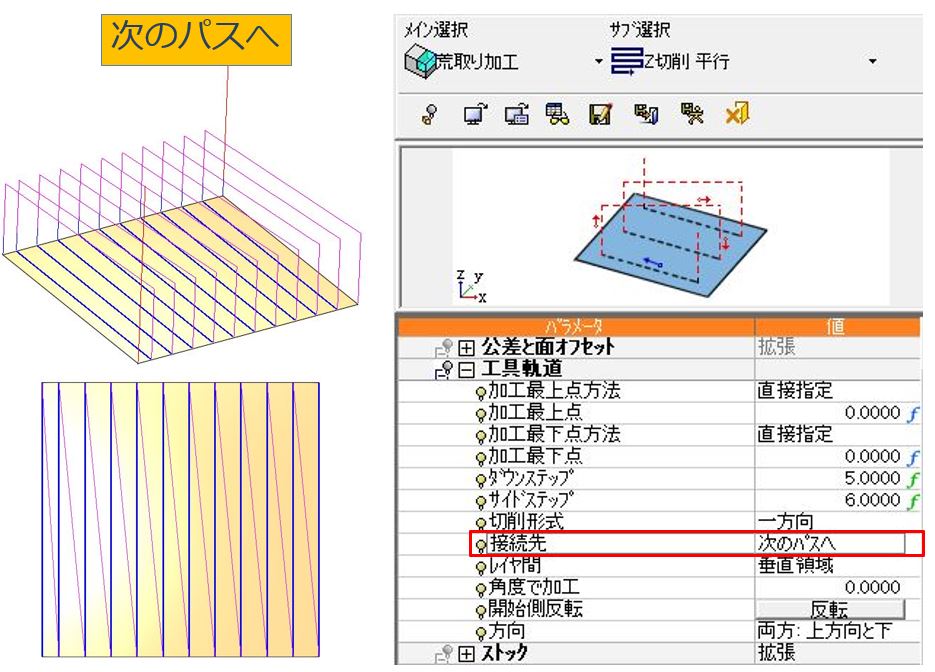 次のパスへ
メイン選択 サブ選択
荒取り加工 Z切削 平行
z y
x
パラメータ 値
公差と面オフセット 拡張
工具軌道
加工最上点方法 直接指定
加工最上点 0.0000 f
加工最下点方法 直接指定
加工最下点 0.0000 f
ダウンステップ 5.0000 f
サイドステップ 6.0000 f
切削形式 一方向
接続先 次のパスへ
レイヤ間 垂直領域
角度で加工 0.0000
開始側反転 反転
方向 両方: 上方向と下
ストック 拡張